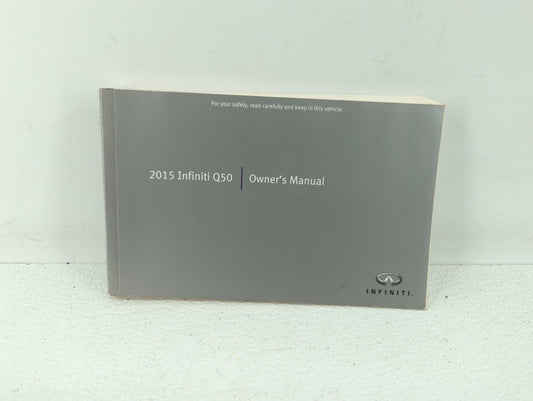 For your safety, read carefully and keep in this vehicle.
2015 Infiniti Q50 | Owner's Manual
INFINITI.